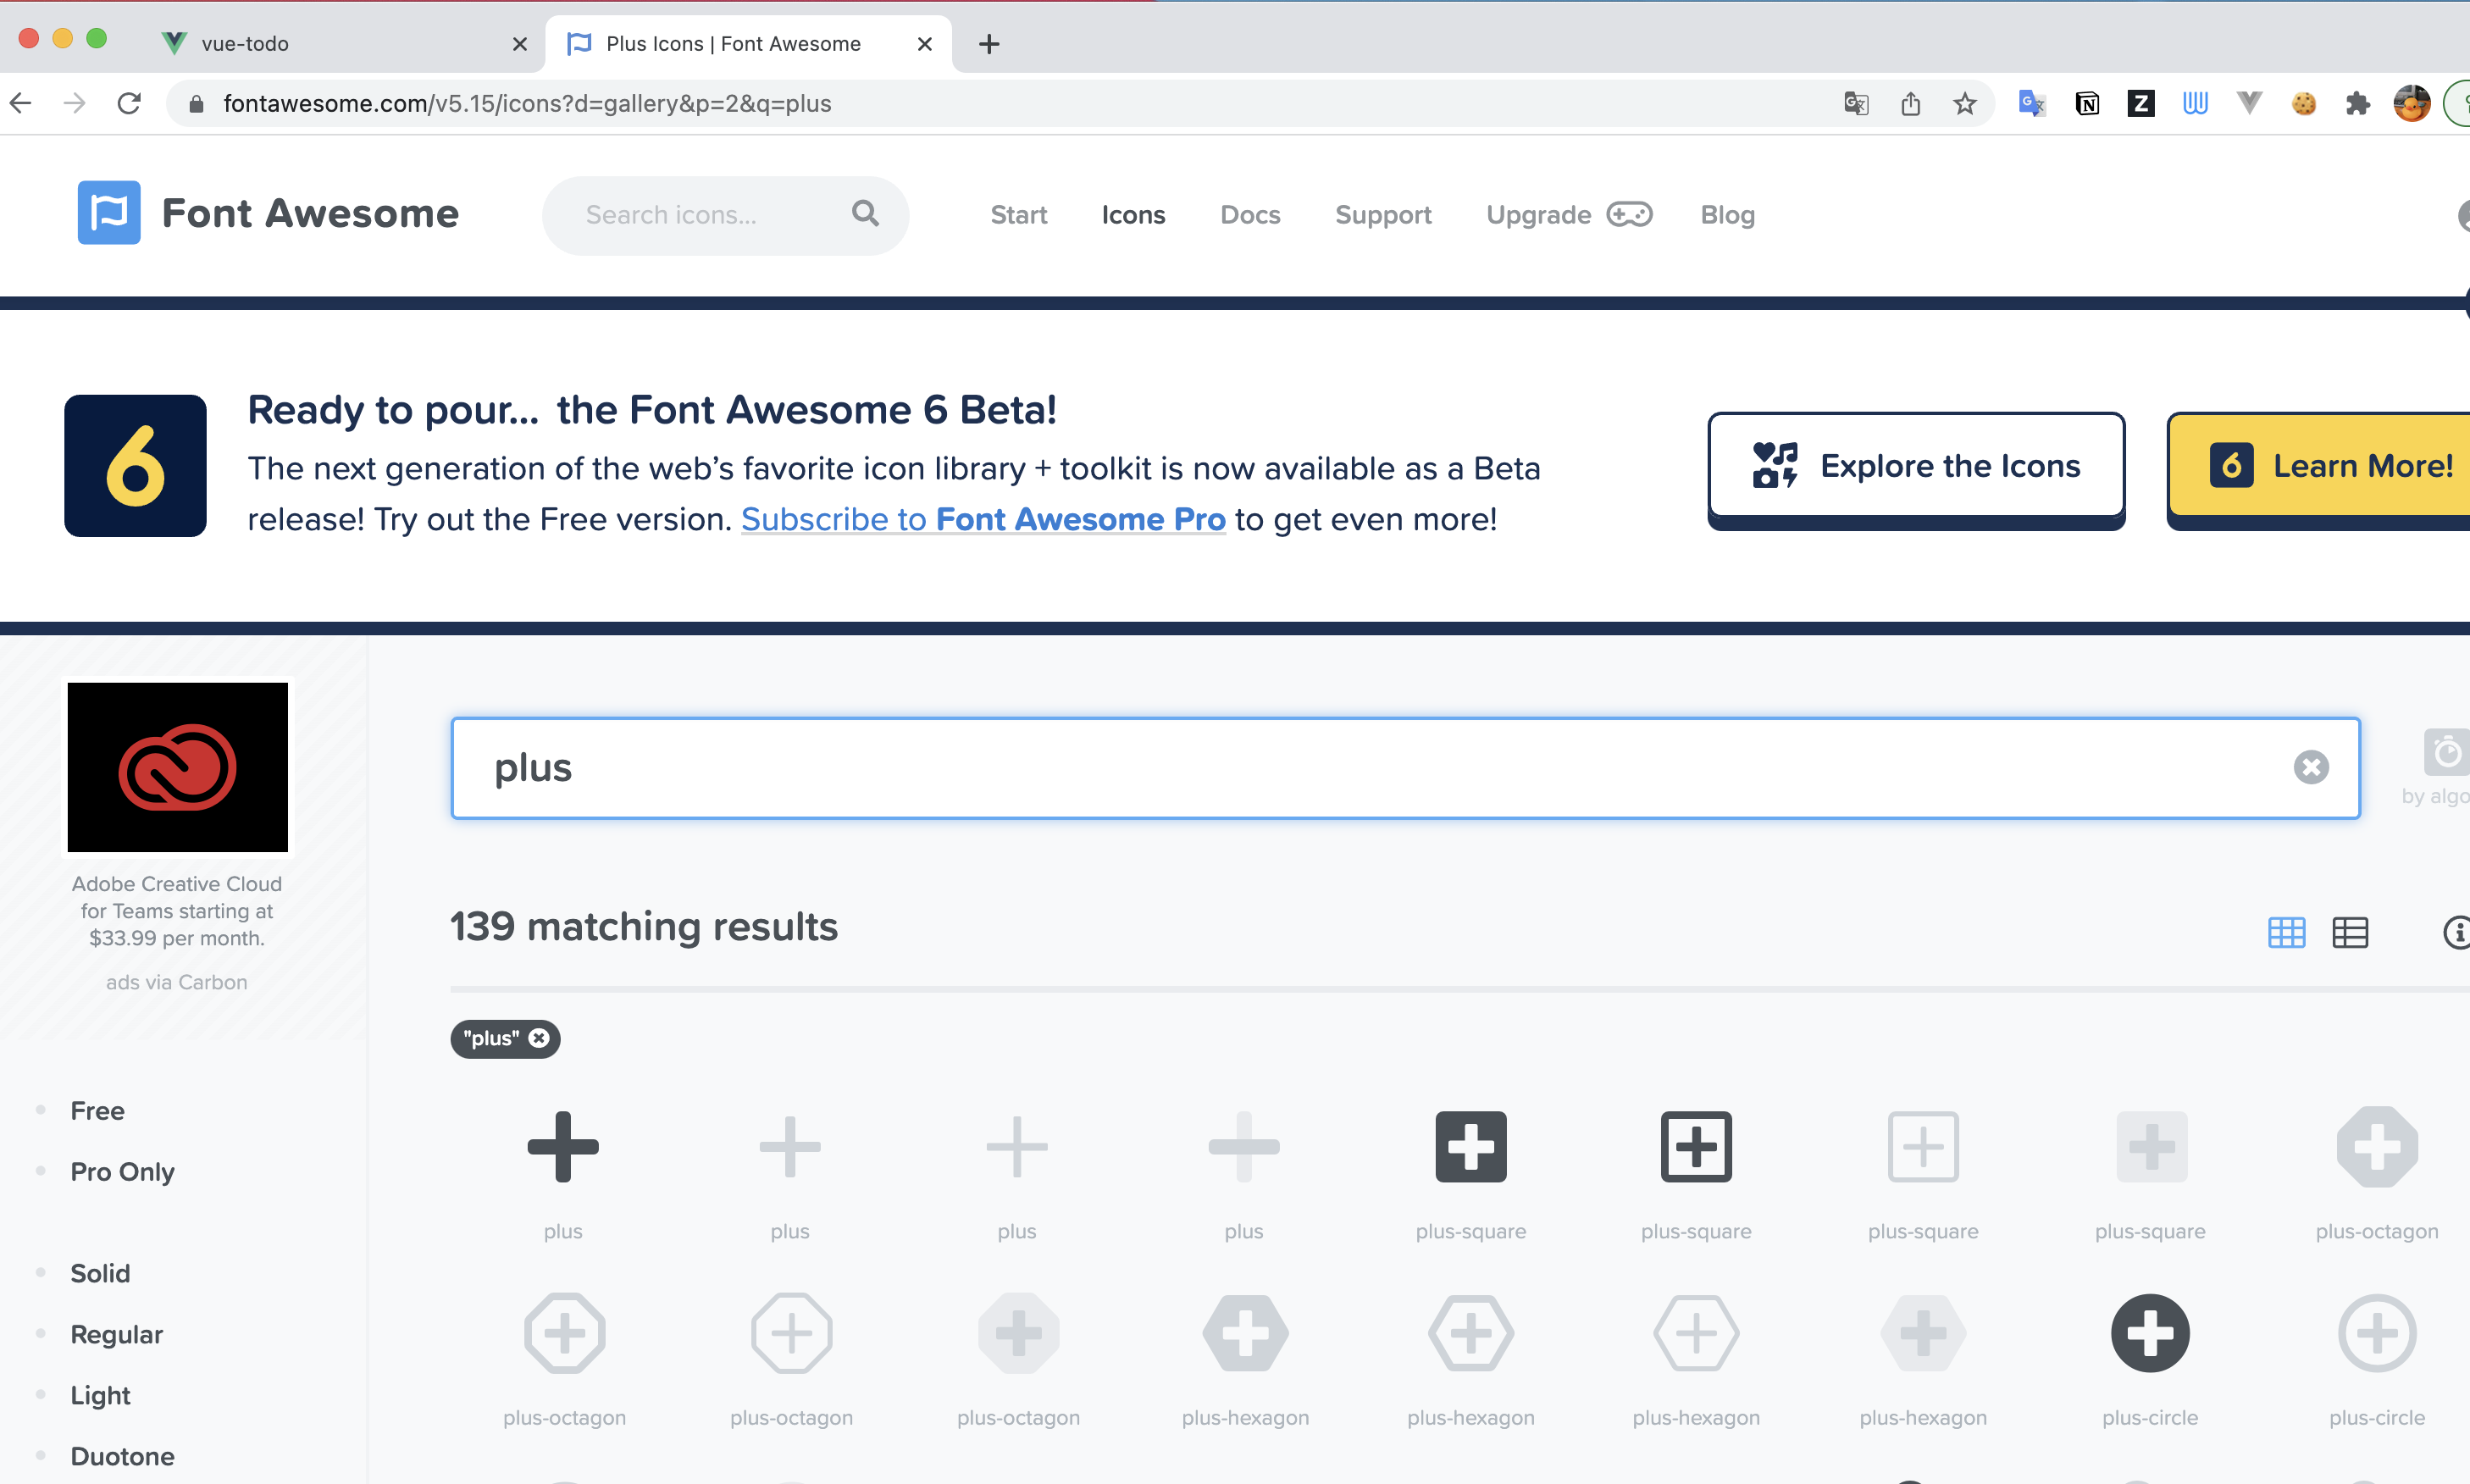 vue-todo
Plus Icons | Font Awesome
fontawesome.com/v5.15/icons?d=gallery&p=2&q=plus
Font Awesome
Search icons...
Start
Icons
Docs
Support
Upgrade
Blog
6
Ready to pour... the Font Awesome 6 Beta!
The next generation of the web’s favorite icon library + toolkit is now available as a Beta
release! Try out the Free version. Subscribe to Font Awesome Pro to get even more!
Explore the Icons
6
Learn More!
Adobe Creative Cloud
for Teams starting at
$33.99 per month.
ads via Carbon
plus
by
139 matching results
"plus"
Free
Pro Only
Solid
Regular
Light
Duotone
plus
plus
plus
plus
plus-square
plus-square
plus-square
plus-square
plus-octagon
plus-octagon
plus-octagon
plus-octagon
plus-hexagon
plus-hexagon
plus-hexagon
plus-hexagon
plus-circle
plus-circle